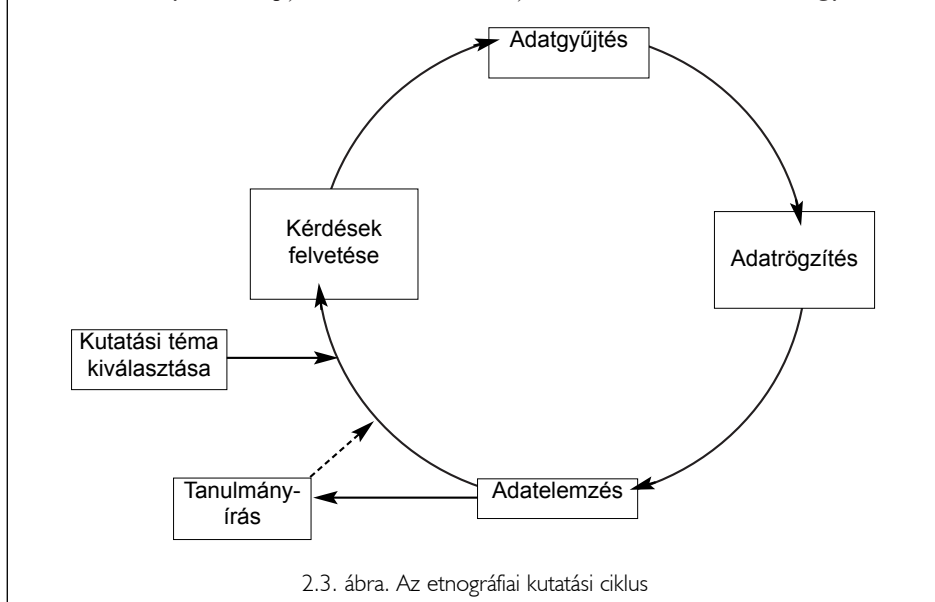 Adatgyűjtés
Kérdések
felvetése
Adatrögzítés
Kutatási téma
kiválasztása
Tanulmány-
írás
Adatelemzés
2.3. ábra. Az etnográfiai kutatási ciklus